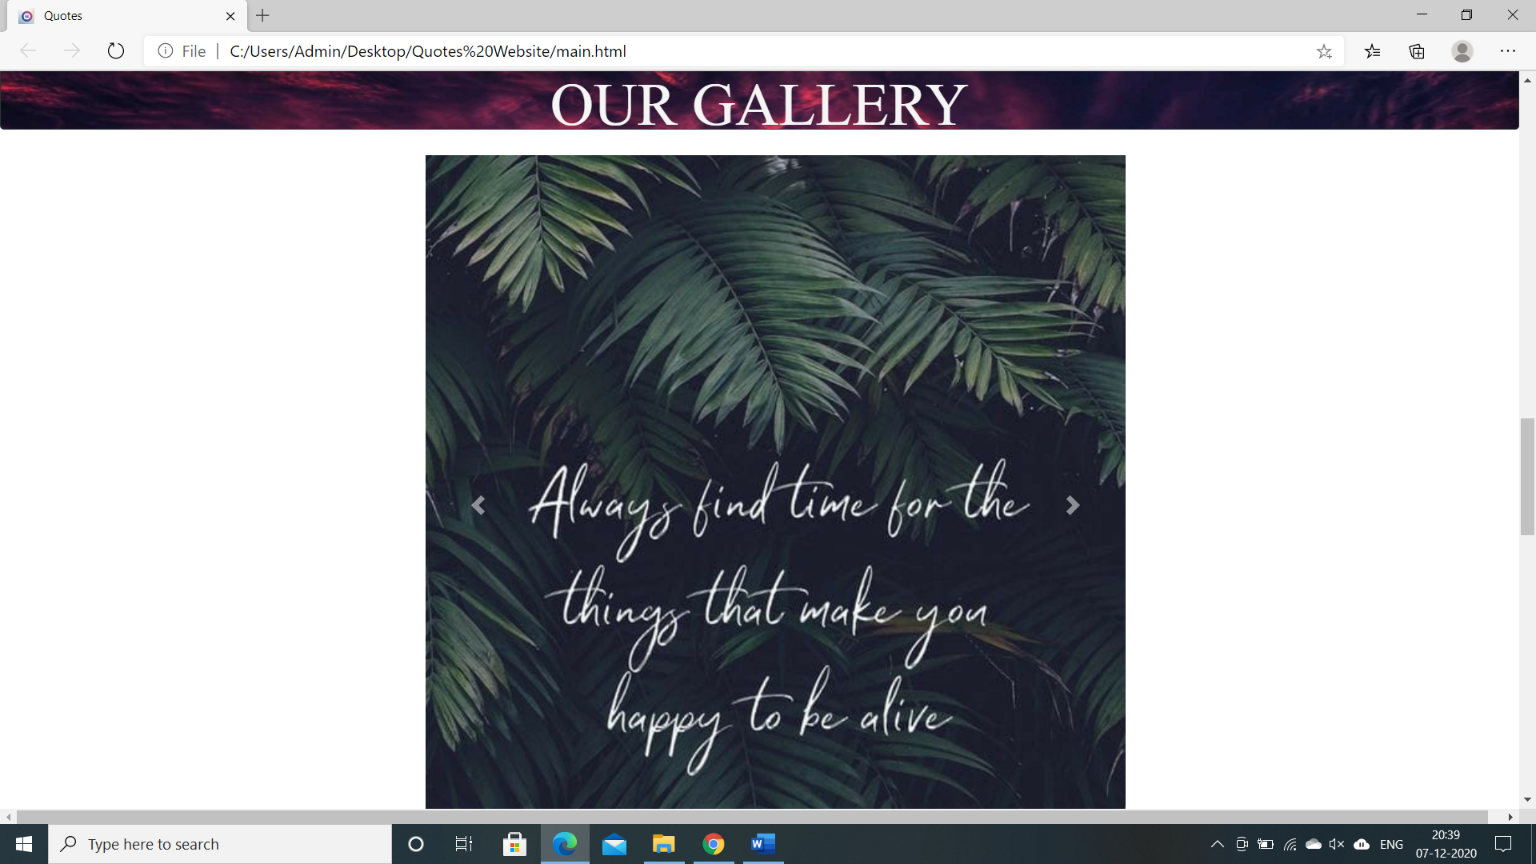 Quotes
File
C:/Users/Admin/Desktop/Quotes%20Website/main.html
OUR GALLERY
Always find time for the
things that make you
happy to be alive
Type here to search
W
ENG
20:39
07-12-2020